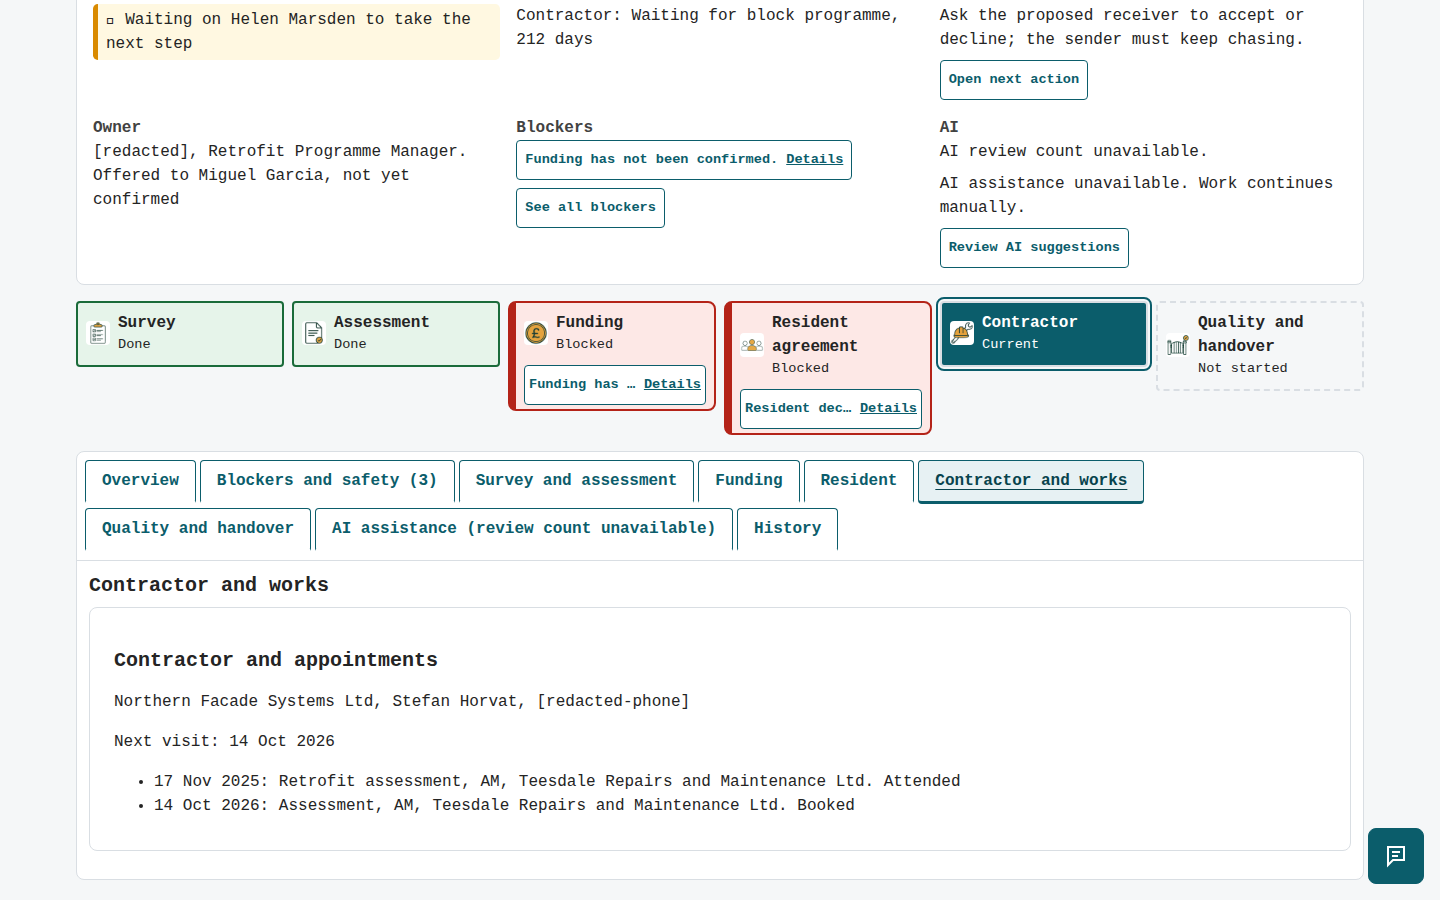 Waiting on Helen Marsden to take the
next step
Contractor: Waiting for block programme,
212 days
Ask the proposed receiver to accept or
decline; the sender must keep chasing.
Open next action
Owner
[redacted], Retrofit Programme Manager.
Offered to Miguel Garcia, not yet
confirmed
Blockers
Funding has not been confirmed. Details
See all blockers
AI
AI review count unavailable.
AI assistance unavailable. Work continues
manually.
Review AI suggestions
Survey
Done
Assessment
Done
Funding
Blocked
Funding has … Details
Resident
agreement
Blocked
Resident dec… Details
Contractor
Current
Quality and
handover
Not started
Overview
Blockers and safety (3)
Survey and assessment
Funding
Resident
Contractor and works
Quality and handover
AI assistance (review count unavailable)
History
Contractor and works
Contractor and appointments
Northern Facade Systems Ltd, Stefan Horvat, [redacted-phone]
Next visit: 14 Oct 2026
• 17 Nov 2025: Retrofit assessment, AM, Teesdale Repairs and Maintenance Ltd. Attended
• 14 Oct 2026: Assessment, AM, Teesdale Repairs and Maintenance Ltd. Booked